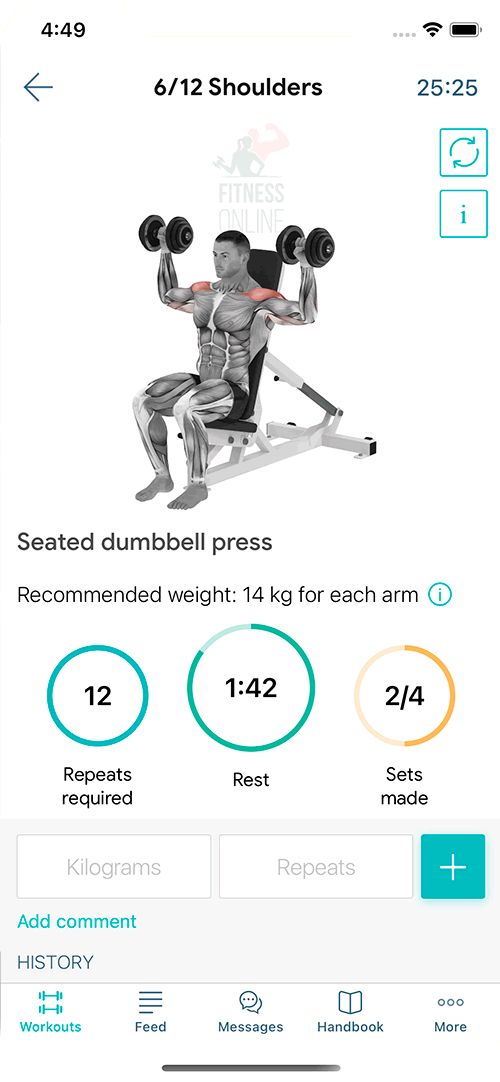 4:49
6/12 Shoulders
25:25
FITNESS
ONLINE
i
Seated dumbbell press
Recommended weight: 14 kg for each arm i
12
1:42
2/4
Repeats
required
Rest
Sets
made
Kilograms
Repeats
+
Add comment
HISTORY
Workouts
Feed
Messages
Handbook
More